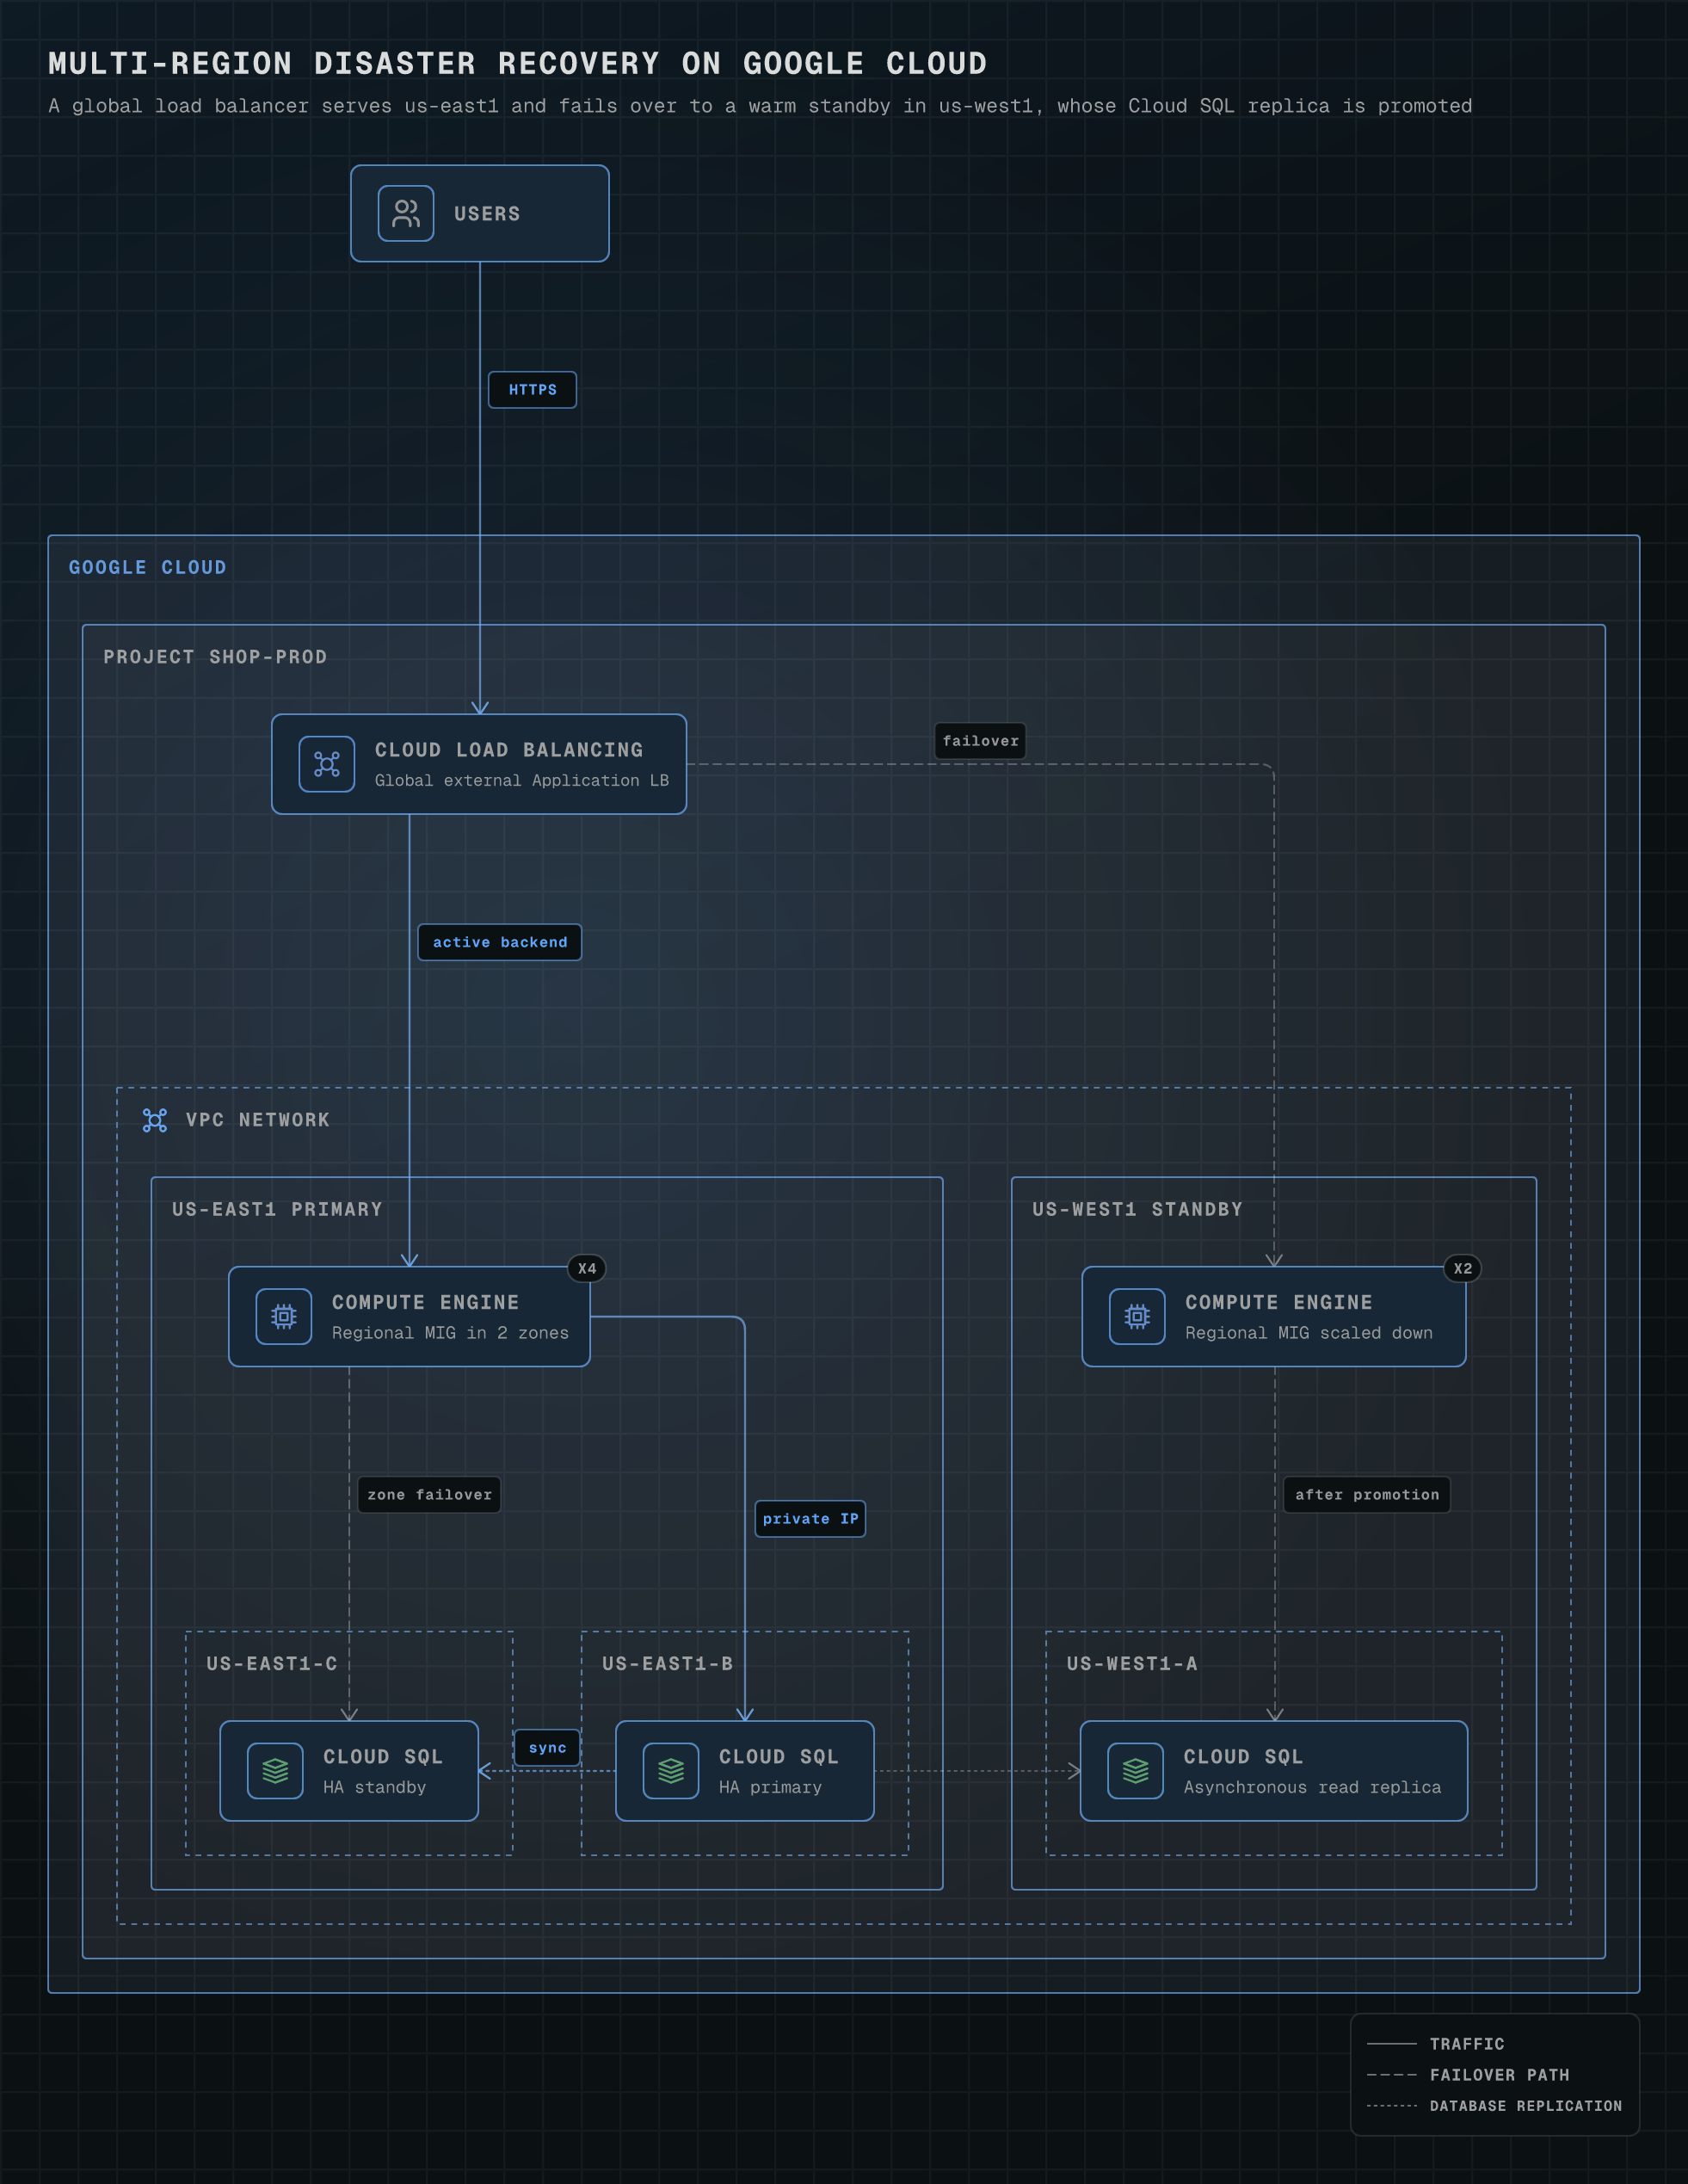 MULTI-REGION DISASTER RECOVERY ON GOOGLE CLOUD
A global load balancer serves us-east1 and fails over to a warm standby in us-west1, whose Cloud SQL replica is promoted
USERS
HTTPS
GOOGLE CLOUD
PROJECT SHOP-PROD
CLOUD LOAD BALANCING
Global external Application LB
failover
active backend
VPC NETWORK
US-EAST1 PRIMARY
US-WEST1 STANDBY
X4
COMPUTE ENGINE
Regional MIG in 2 zones
X2
COMPUTE ENGINE
Regional MIG scaled down
zone failover
private IP
after promotion
US-EAST1-C
US-EAST1-B
US-WEST1-A
CLOUD SQL
HA standby
sync
CLOUD SQL
HA primary
CLOUD SQL
Asynchronous read replica
TRAFFIC
FAILOVER PATH
DATABASE REPLICATION